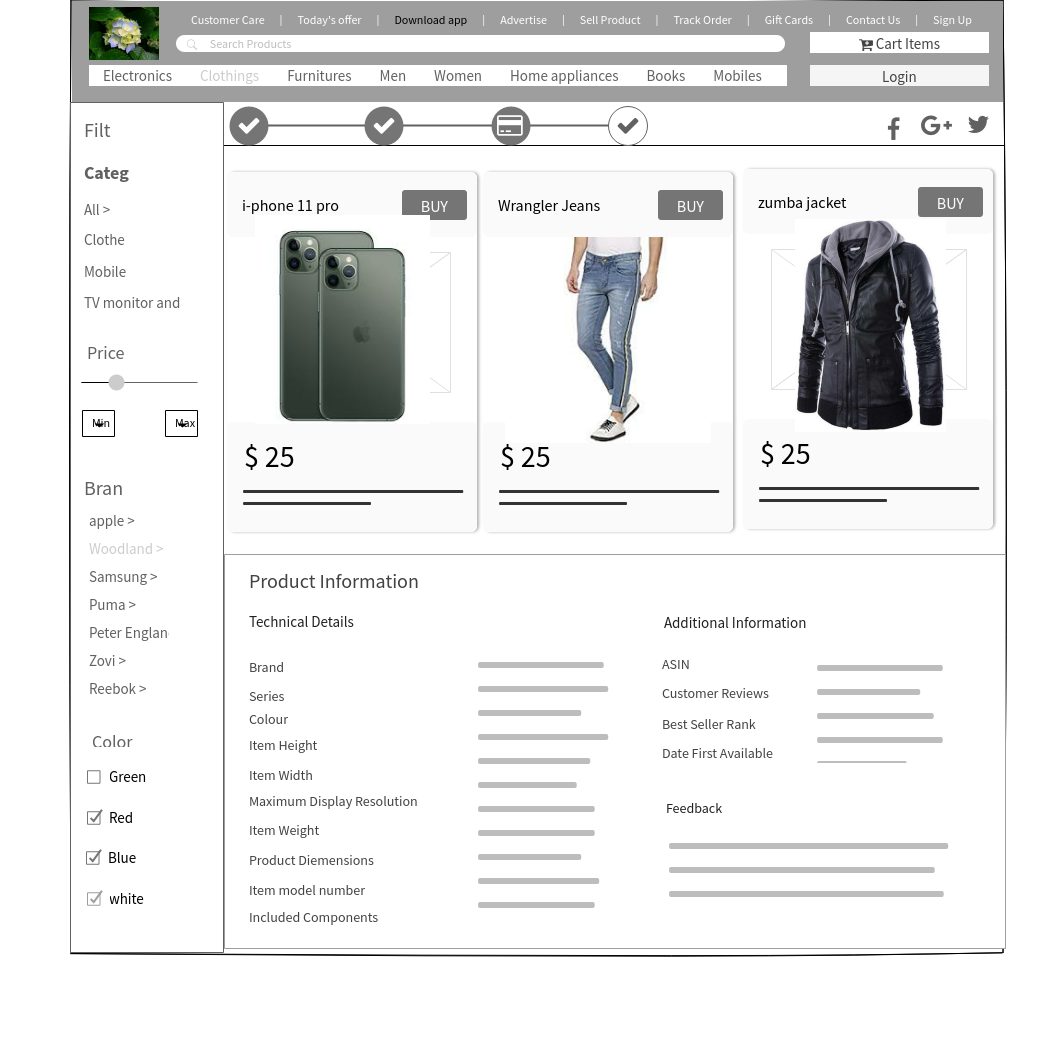 Customer Care | Today's offer | Download app | Advertise | Sell Product | Track Order | Gift Cards | Contact Us | Sign Up
Search Products
Cart Items
Electronics Clothings Furnitures Men Women Home appliances Books Mobiles
Login
Filt
Categ
All >
Clothe
Mobile
TV monitor and
Price
Min Max
Bran
apple >
Woodland >
Samsung >
Puma >
Peter Englan
Zovi >
Reebok >
Color
Green
Red
Blue
white
i-phone 11 pro BUY
$ 25
Wrangler Jeans BUY
$ 25
zumba jacket BUY
$ 25
Product Information
Technical Details
Brand
Series
Colour
Item Height
Item Width
Maximum Display Resolution
Item Weight
Product Diemensions
Item model number
Included Components
Additional Information
ASIN
Customer Reviews
Best Seller Rank
Date First Available
Feedback